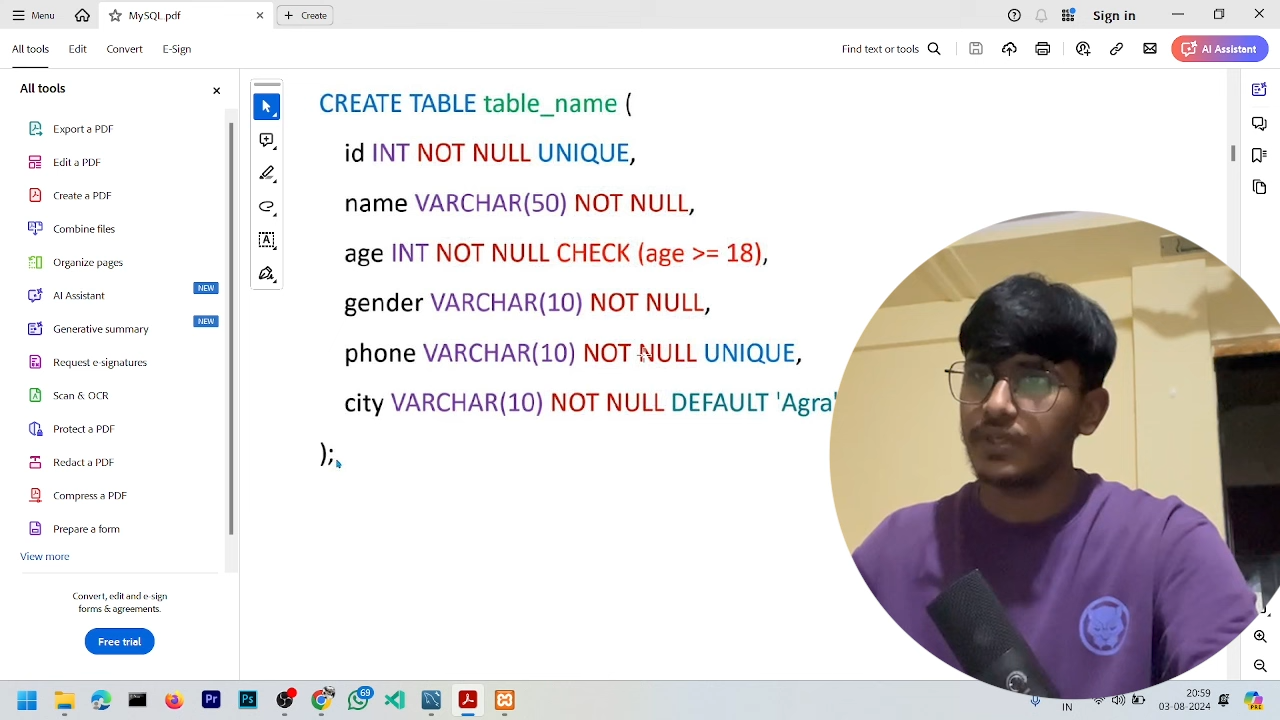 Menu
MySQL.pdf
Create
Sign in
All tools
Edit
Convert
E-Sign
Find text or tools
AI Assistant
All tools
Export a PDF
Edit a PDF
Create a PDF
Combine files
Organize pages
AI Assistant
NEW
Generative summary
NEW
Request e-signatures
Scan & OCR
Protect a PDF
Redact a PDF
Compress a PDF
Prepare a form
View more
Convert, edit and e-sign
forms & agreements.
Free trial
CREATE TABLE table_name (
id INT NOT NULL UNIQUE,
name VARCHAR(50) NOT NULL,
age INT NOT NULL CHECK (age >= 18),
gender VARCHAR(10) NOT NULL,
phone VARCHAR(10) NOT NULL UNIQUE,
city VARCHAR(10) NOT NULL DEFAULT 'Agra'
);
Pr
Ps
69
IN
20:59
03-08-2024